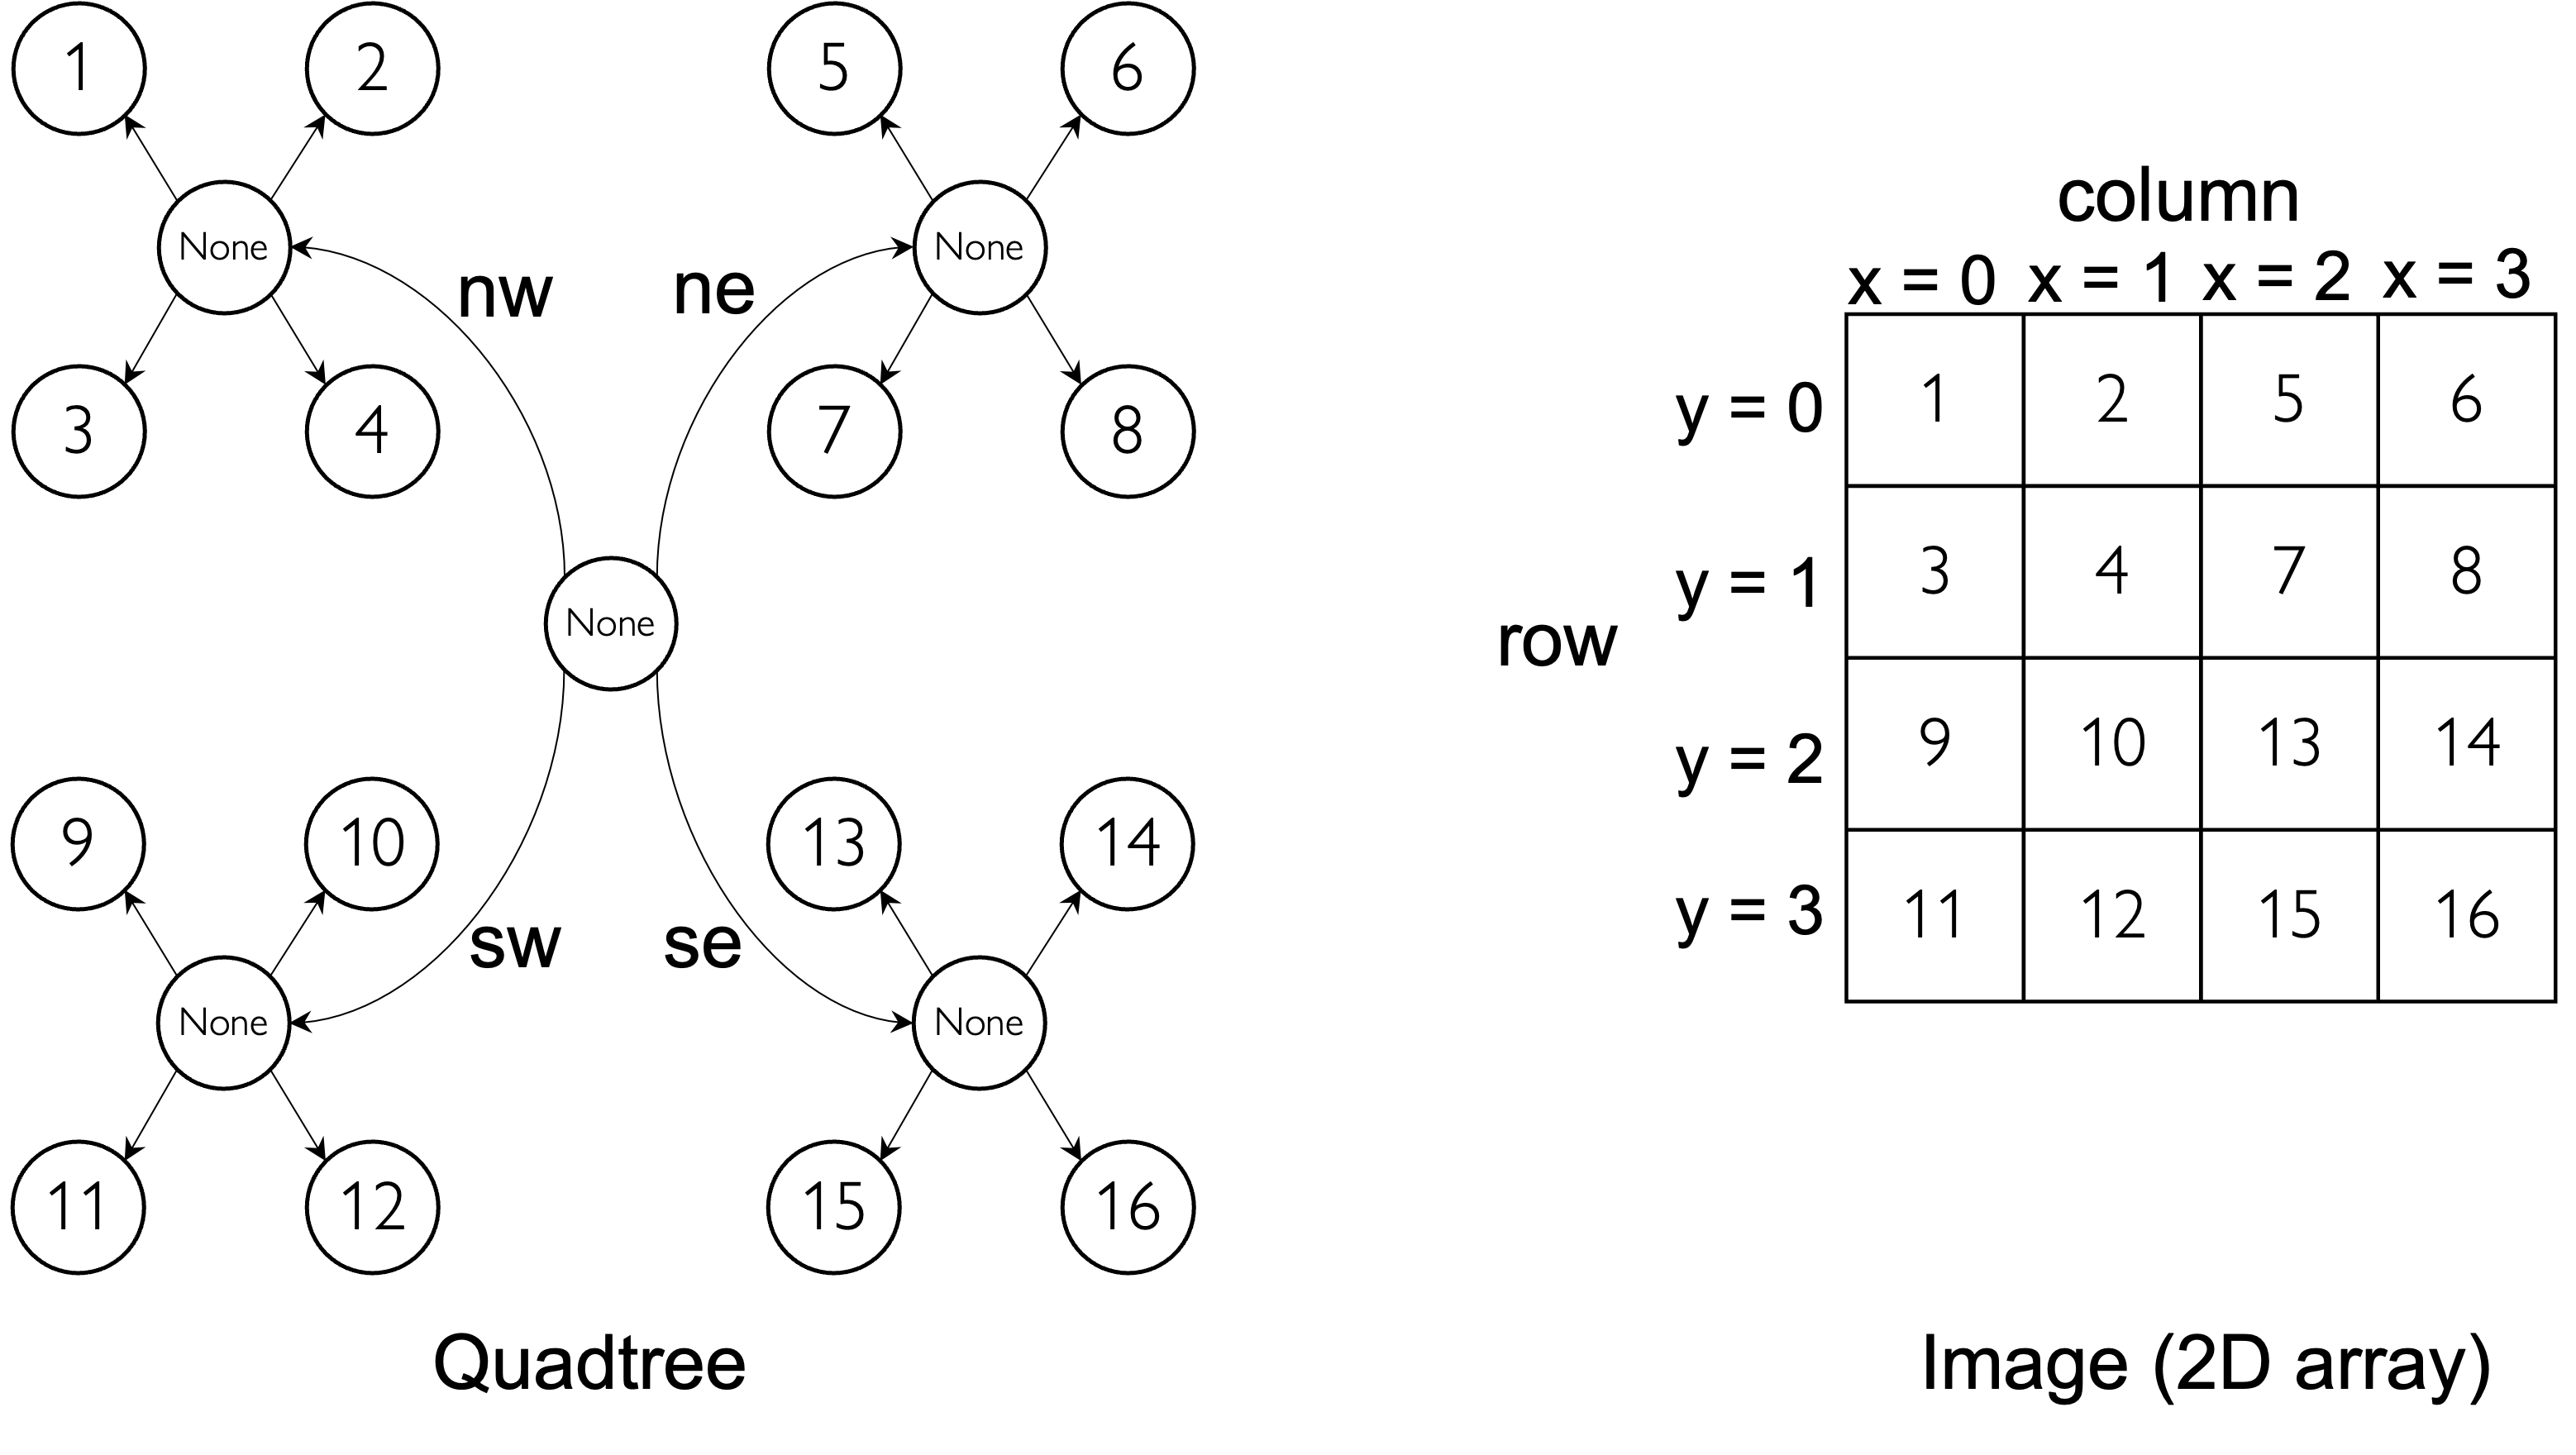 1 2 5 6
None None
nw ne
3 4 7 8
None
9 10 13 14
sw se
None None
11 12 15 16
Quadtree
column
x = 0 x = 1 x = 2 x = 3
y = 0 1 2 5 6
y = 1 3 4 7 8
row
y = 2 9 10 13 14
y = 3 11 12 15 16
Image (2D array)